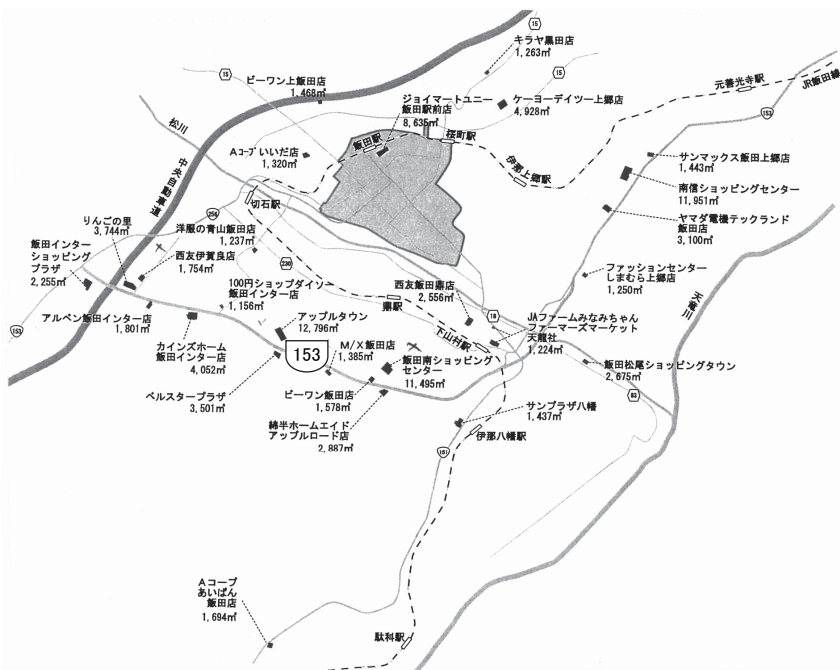 15
キラヤ黒田店
1,263㎡
15
ビーワン上飯田店
1,468㎡
15
元善光寺駅
JR飯田線
ジョイマートユニー
飯田駅前店
8,635㎡
ケーヨーデイツー上郷店
4,928㎡
153
松川
飯田駅
桜町駅
中央自動車道
Aコープいいだ店
1,320㎡
伊那上郷駅
サンマックス飯田上郷店
1,443㎡
南信ショッピングセンター
11,951㎡
切石駅
256
りんごの里
3,744㎡
洋服の青山飯田店
1,237㎡
ヤマダ電機テックランド
飯田店
3,100㎡
飯田インター
ショッピング
プラザ
2,255㎡
西友伊賀良店
1,754㎡
230
100円ショップダイソー
飯田インター店
1,156㎡
西友飯田鼎店
2,556㎡
ファッションセンター
しまむら上郷店
1,250㎡
天竜川
鼎駅
153
アルペン飯田インター店
1,801㎡
アップルタウン
12,796㎡
18
JAファームみなみちゃん
ファーマーズマーケット
天龍社
1,224㎡
下山村駅
カインズホーム
飯田インター店
4,052㎡
153
M/X飯田店
1,385㎡
飯田南ショッピング
センター
11,495㎡
飯田松尾ショッピングタウン
2,675㎡
ベルスタープラザ
3,501㎡
ビーワン飯田店
1,578㎡
83
綿半ホームエイド
アップルロード店
2,887㎡
サンプラザ八幡
1,437㎡
伊那八幡駅
151
Aコープ
あいぱん
飯田店
1,694㎡
駄科駅